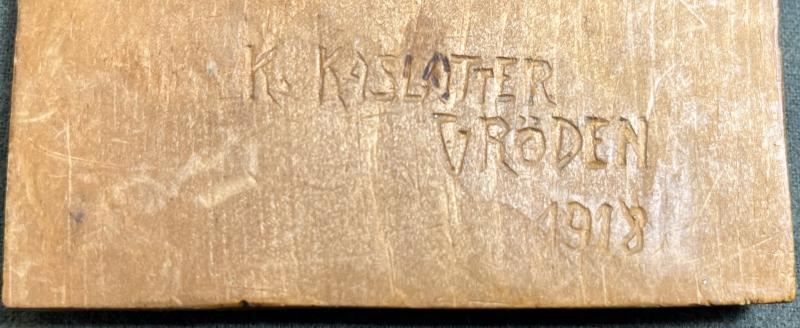 K. KASLATTER
GRÖDEN
1918